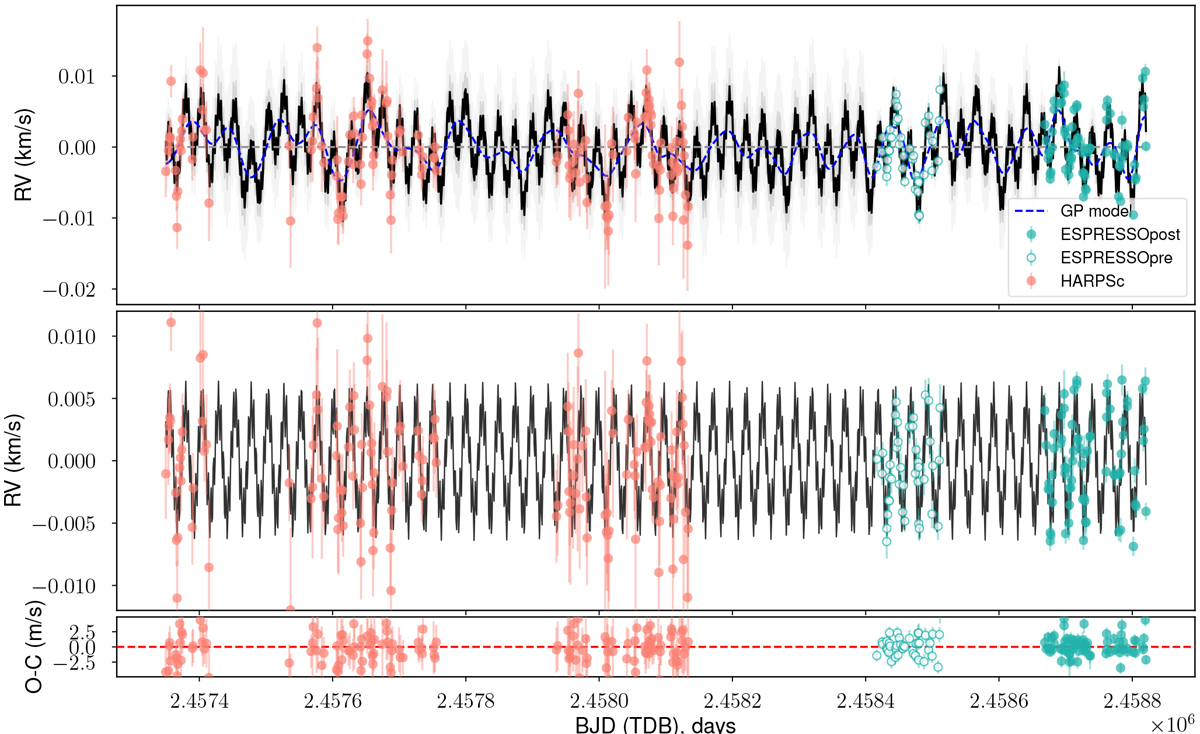 0.01
0.00
−0.01
−0.02
RV (km/s)
GP model
ESPRESSOpost
ESPRESSOpre
HARPSc
0.010
0.005
0.000
−0.005
−0.010
RV (km/s)
2.5
0.0
−2.5
O-C (m/s)
2.4574
2.4576
2.4578
2.4580
2.4582
2.4584
2.4586
2.4588
BJD (TDB), days
×10⁶